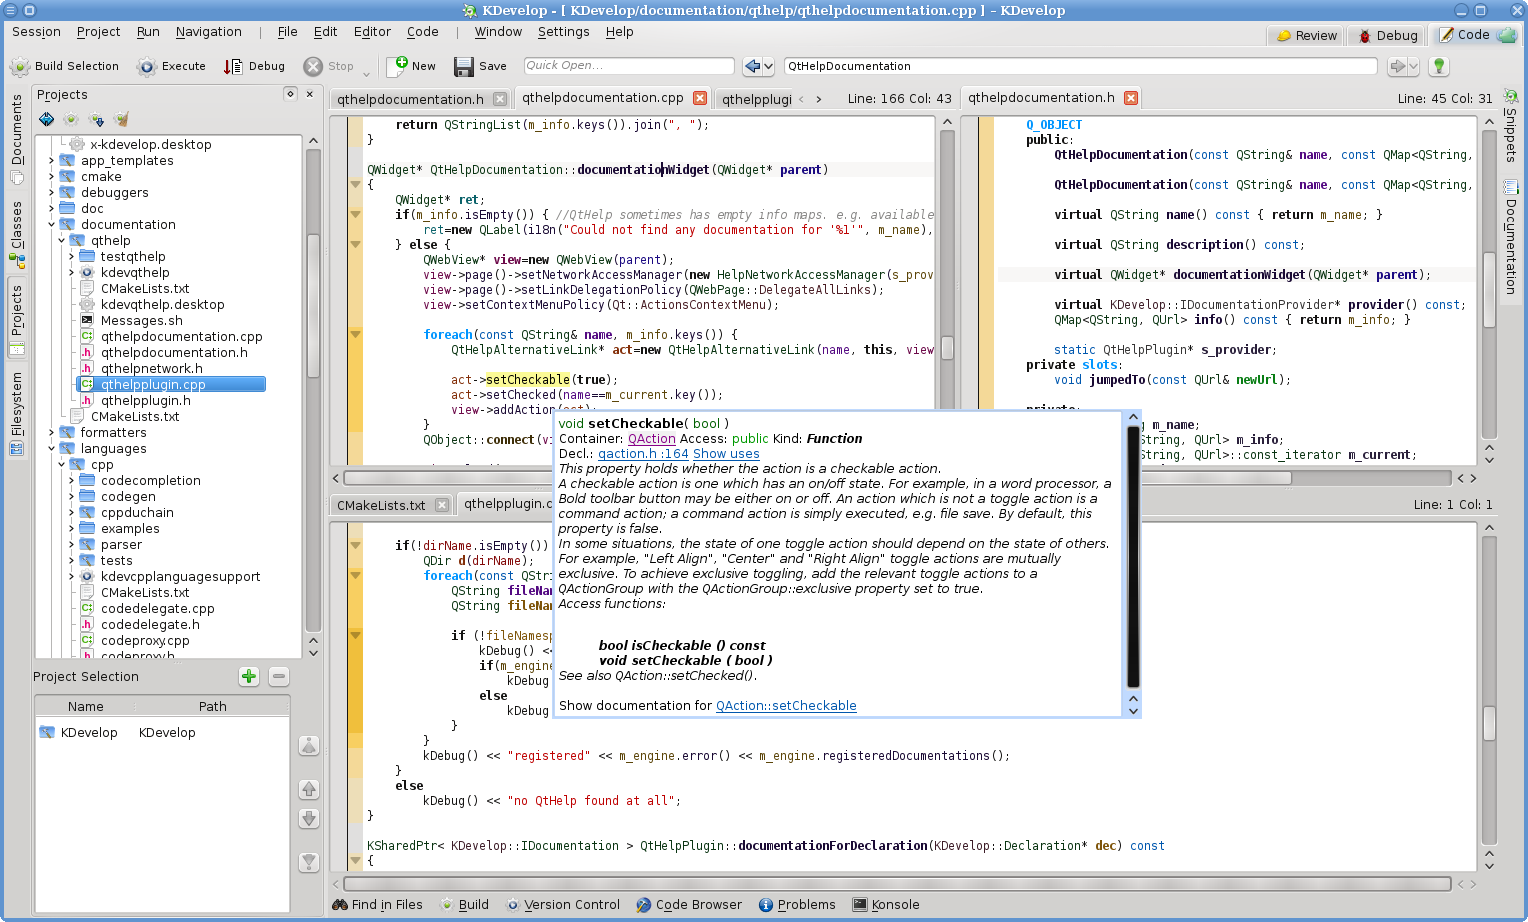 KDevelop - [ KDevelop/documentation/qthelp/qthelpdocumentation.cpp ] – KDevelop
Session Project Run Navigation | File Edit Editor Code | Window Settings Help
Review Debug Code
Build Selection Execute Debug Stop New Save Quick Open... QtHelpDocumentation
Documents
Classes
Projects
Filesystem
Projects
x-kdevelop.desktop
app_templates
cmake
debuggers
doc
documentation
qthelp
testqthelp
kdevqthelp
CMakeLists.txt
kdevqthelp.desktop
Messages.sh
qthelpdocumentation.cpp
qthelpdocumentation.h
qthelpnetwork.h
qthelpplugin.cpp
qthelpplugin.h
CMakeLists.txt
formatters
languages
cpp
codecompletion
codegen
cppduchain
examples
parser
tests
kdevcpplanguagesupport
CMakeLists.txt
codedelegate.cpp
codedelegate.h
codeproxy.cpp
codeproxy.h
Project Selection
Name Path
KDevelop KDevelop
qthelpdocumentation.h qthelpdocumentation.cpp qthelpplugi Line: 166 Col: 43
return QStringList(m_info.keys()).join(", ");
}
QWidget* QtHelpDocumentation::documentationWidget(QWidget* parent)
{
QWidget* ret;
if(m_info.isEmpty()) { //QtHelp sometimes has empty info maps. e.g. available
ret=new QLabel(i18n("Could not find any documentation for '%1'", m_name),
} else {
QWebView* view=new QWebView(parent);
view->page()->setNetworkAccessManager(new HelpNetworkAccessManager(s_prov
view->page()->setLinkDelegationPolicy(QWebPage::DelegateAllLinks);
view->setContextMenuPolicy(Qt::ActionsContextMenu);
foreach(const QString& name, m_info.keys()) {
QtHelpAlternativeLink* act=new QtHelpAlternativeLink(name, this, view
act->setCheckable(true);
act->setChecked(name==m_current.key());
view->addAction(act);
}
QObject::connect(vi
qthelpdocumentation.h Line: 45 Col: 31
Q_OBJECT
public:
QtHelpDocumentation(const QString& name, const QMap<QString,
QtHelpDocumentation(const QString& name, const QMap<QString,
virtual QString name() const { return m_name; }
virtual QString description() const;
virtual QWidget* documentationWidget(QWidget* parent);
virtual KDevelop::IDocumentationProvider* provider() const;
QMap<QString, QUrl> info() const { return m_info; }
static QtHelpPlugin* s_provider;
private slots:
void jumpedTo(const QUrl& newUrl);
private:
m_name;
String, QUrl> m_info;
String, QUrl>::const_iterator m_current;
Snippets
Documentation
void setCheckable( bool )
Container: QAction Access: public Kind: Function
Decl.: qaction.h :164 Show uses
This property holds whether the action is a checkable action.
A checkable action is one which has an on/off state. For example, in a word processor, a
Bold toolbar button may be either on or off. An action which is not a toggle action is a
command action; a command action is simply executed, e.g. file save. By default, this
property is false.
In some situations, the state of one toggle action should depend on the state of others.
For example, "Left Align", "Center" and "Right Align" toggle actions are mutually
exclusive. To achieve exclusive toggling, add the relevant toggle actions to a
QActionGroup with the QActionGroup::exclusive property set to true.
Access functions:
bool isCheckable () const
void setCheckable ( bool )
See also QAction::setChecked().
Show documentation for QAction::setCheckable
CMakeLists.txt qthelpplugin.c Line: 1 Col: 1
if(!dirName.isEmpty())
QDir d(dirName);
foreach(const QStri
QString fileNa
QString fileNa
if (!fileNamesp
kDebug() <<
if(m_engine
kDebug
else
kDebug
}
}
kDebug() << "registered" << m_engine.error() << m_engine.registeredDocumentations();
}
else
kDebug() << "no QtHelp found at all";
}
KSharedPtr< KDevelop::IDocumentation > QtHelpPlugin::documentationForDeclaration(KDevelop::Declaration* dec) const
{
Find in Files Build Version Control Code Browser Problems Konsole